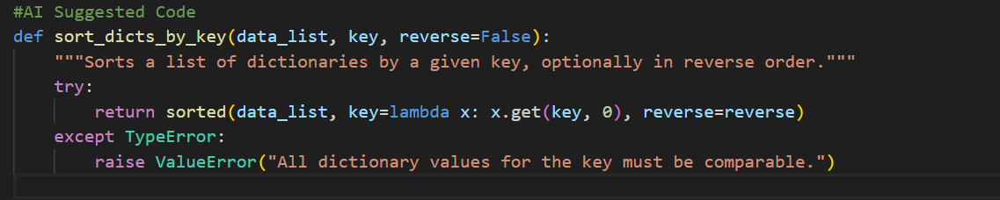 #AI Suggested Code
def sort_dicts_by_key(data_list, key, reverse=False):
    """Sorts a list of dictionaries by a given key, optionally in reverse order."""
    try:
        return sorted(data_list, key=lambda x: x.get(key, 0), reverse=reverse)
    except TypeError:
        raise ValueError("All dictionary values for the key must be comparable.")